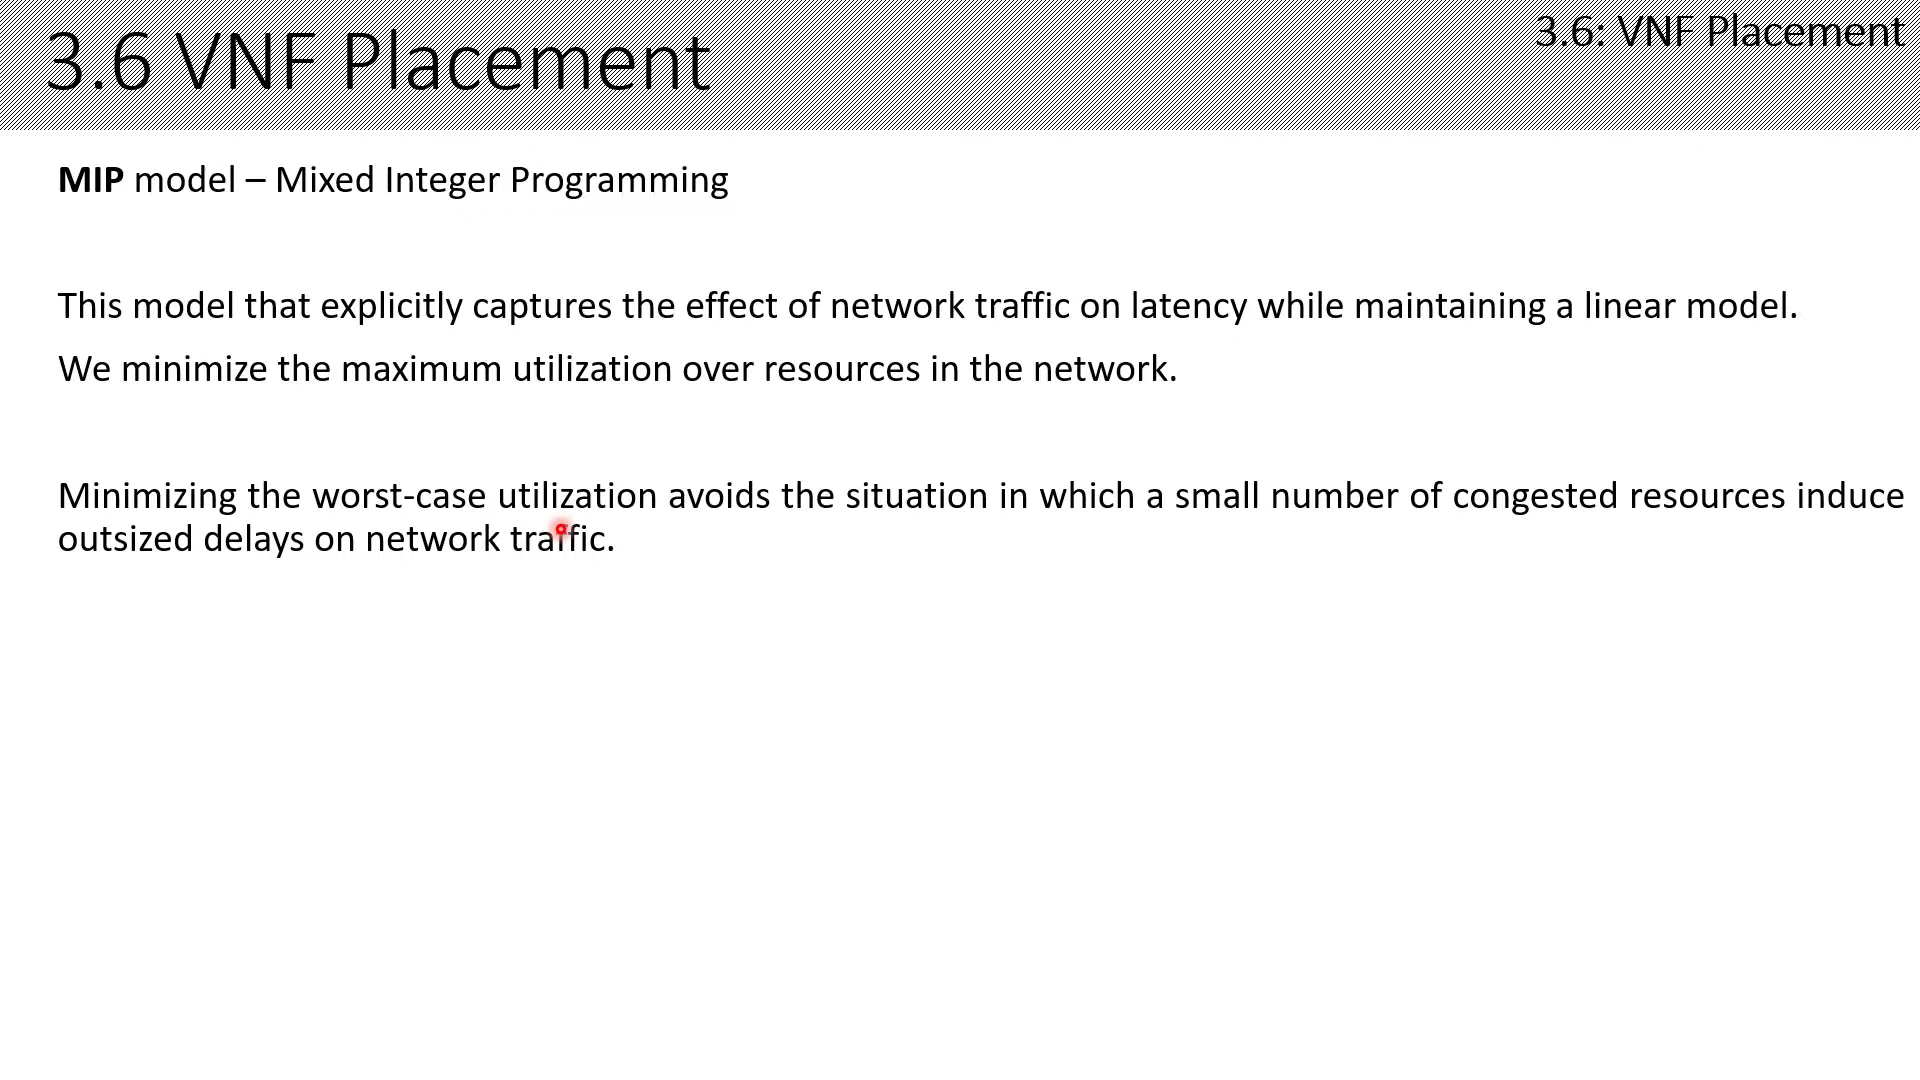 3.6: VNF Placement
3.6 VNF Placement
MIP model – Mixed Integer Programming
This model that explicitly captures the effect of network traffic on latency while maintaining a linear model.
We minimize the maximum utilization over resources in the network.
Minimizing the worst-case utilization avoids the situation in which a small number of congested resources induce
outsized delays on network traffic.